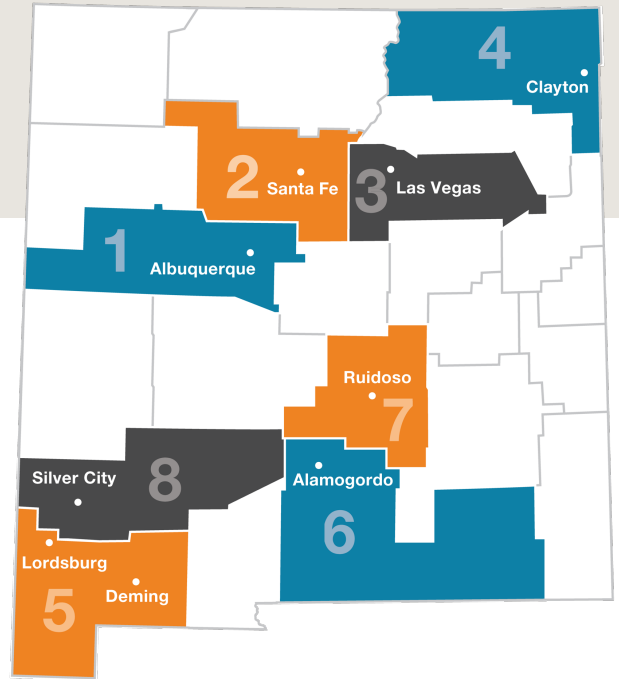 4
Clayton
2
Santa Fe
3
Las Vegas
1
Albuquerque
Ruidoso
7
Silver City
8
Alamogordo
6
Lordsburg
Deming
5